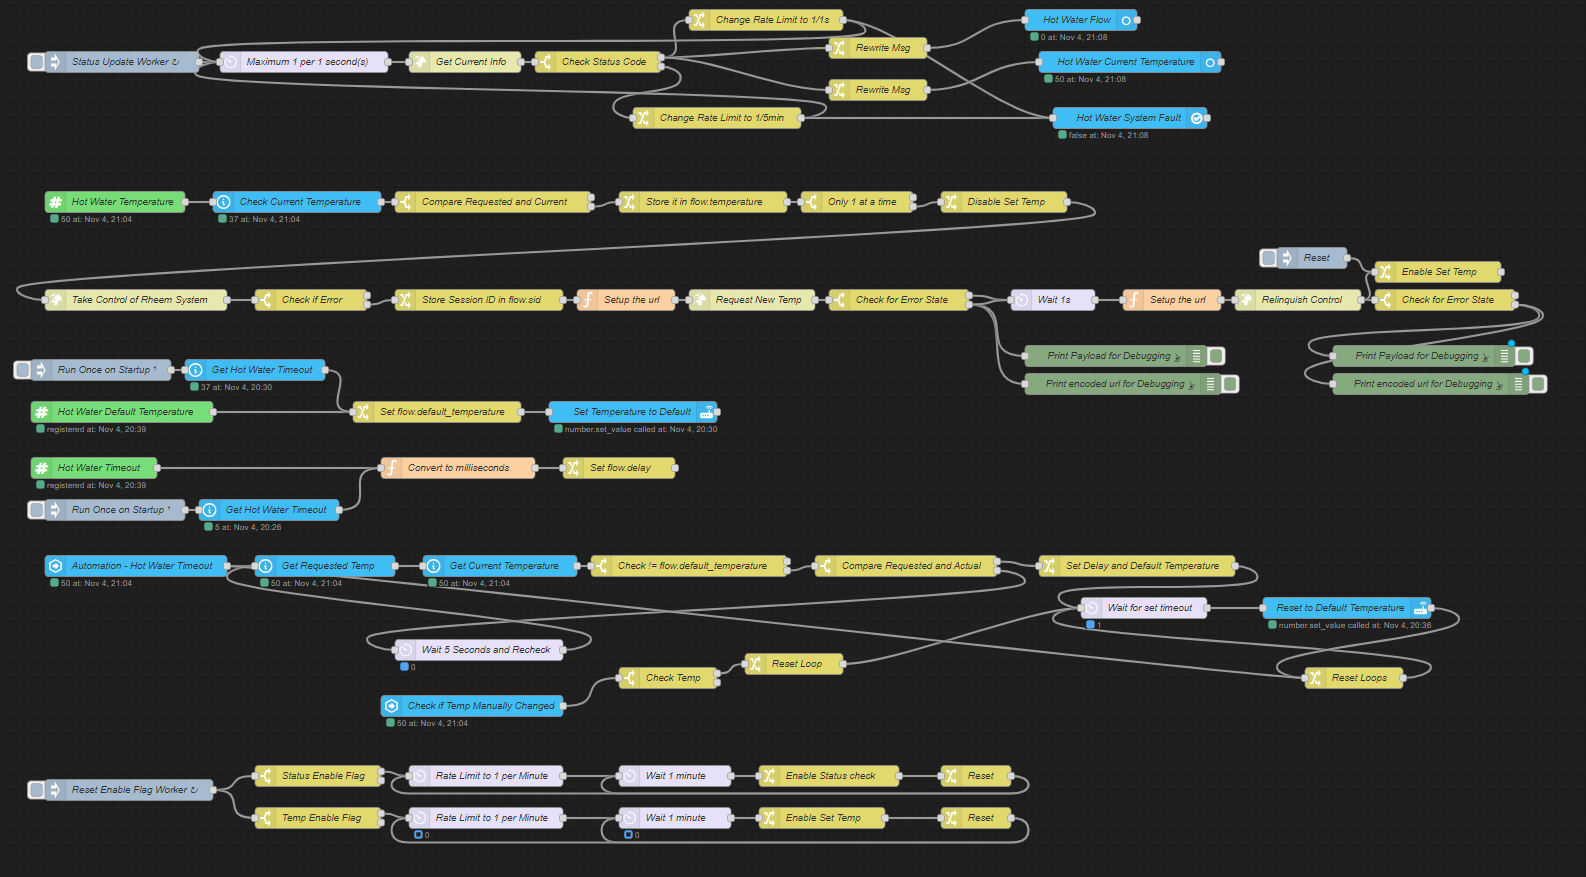 Change Rate Limit to 1/1s
Hot Water Flow
0 at: Nov 4, 21:08
Rewrite Msg
Status Update Worker ↻
Maximum 1 per 1 second(s)
Get Current Info
Check Status Code
Hot Water Current Temperature
50 at: Nov 4, 21:08
Rewrite Msg
Change Rate Limit to 1/5min
Hot Water System Fault
false at: Nov 4, 21:08
Hot Water Temperature
50 at: Nov 4, 21:04
Check Current Temperature
37 at: Nov 4, 21:04
Compare Requested and Current
Store it in flow.temperature
Only 1 at a time
Disable Set Temp
Reset
Enable Set Temp
Take Control of Rheem System
Check if Error
Store Session ID in flow.sid
Setup the url
Request New Temp
Check for Error State
Wait 1s
Setup the url
Relinquish Control
Check for Error State
Print Payload for Debugging
Print Payload for Debugging
Print encoded url for Debugging
Print encoded url for Debugging
Run Once on Startup ¹
Get Hot Water Timeout
37 at: Nov 4, 20:30
Hot Water Default Temperature
registered at: Nov 4, 20:39
Set flow.default_temperature
Set Temperature to Default
number.set_value called at: Nov 4, 20:30
Hot Water Timeout
registered at: Nov 4, 20:39
Convert to milliseconds
Set flow.delay
Run Once on Startup ¹
Get Hot Water Timeout
5 at: Nov 4, 20:26
Automation - Hot Water Timeout
50 at: Nov 4, 21:04
Get Requested Temp
50 at: Nov 4, 21:04
Get Current Temperature
50 at: Nov 4, 21:04
Check != flow.default_temperature
Compare Requested and Actual
Set Delay and Default Temperature
Wait for set timeout
1
Reset to Default Temperature
number.set_value called at: Nov 4, 20:36
Wait 5 Seconds and Recheck
0
Reset Loop
Check Temp
Reset Loops
Check if Temp Manually Changed
50 at: Nov 4, 21:04
Reset Enable Flag Worker ↻
Status Enable Flag
Rate Limit to 1 per Minute
Wait 1 minute
Enable Status check
Reset
Temp Enable Flag
Rate Limit to 1 per Minute
0
Wait 1 minute
0
Enable Set Temp
Reset